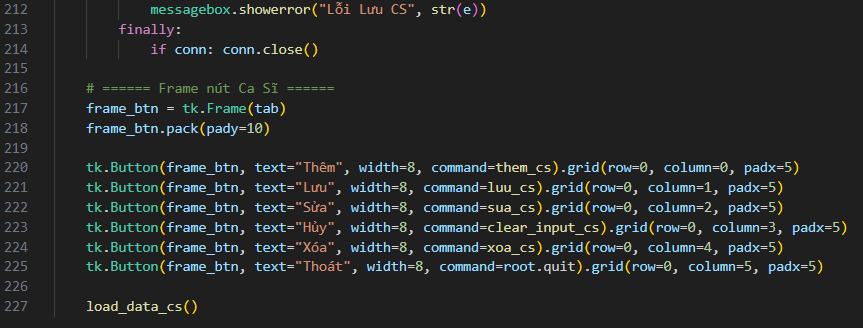 212 messagebox.showerror("Lỗi Lưu CS", str(e))
213 finally:
214 if conn: conn.close()
215
216 # ====== Frame nút Ca Sĩ ======
217 frame_btn = tk.Frame(tab)
218 frame_btn.pack(pady=10)
219
220 tk.Button(frame_btn, text="Thêm", width=8, command=them_cs).grid(row=0, column=0, padx=5)
221 tk.Button(frame_btn, text="Lưu", width=8, command=luu_cs).grid(row=0, column=1, padx=5)
222 tk.Button(frame_btn, text="Sửa", width=8, command=sua_cs).grid(row=0, column=2, padx=5)
223 tk.Button(frame_btn, text="Hủy", width=8, command=clear_input_cs).grid(row=0, column=3, padx=5)
224 tk.Button(frame_btn, text="Xóa", width=8, command=xoa_cs).grid(row=0, column=4, padx=5)
225 tk.Button(frame_btn, text="Thoát", width=8, command=root.quit).grid(row=0, column=5, padx=5)
226
227 load_data_cs()